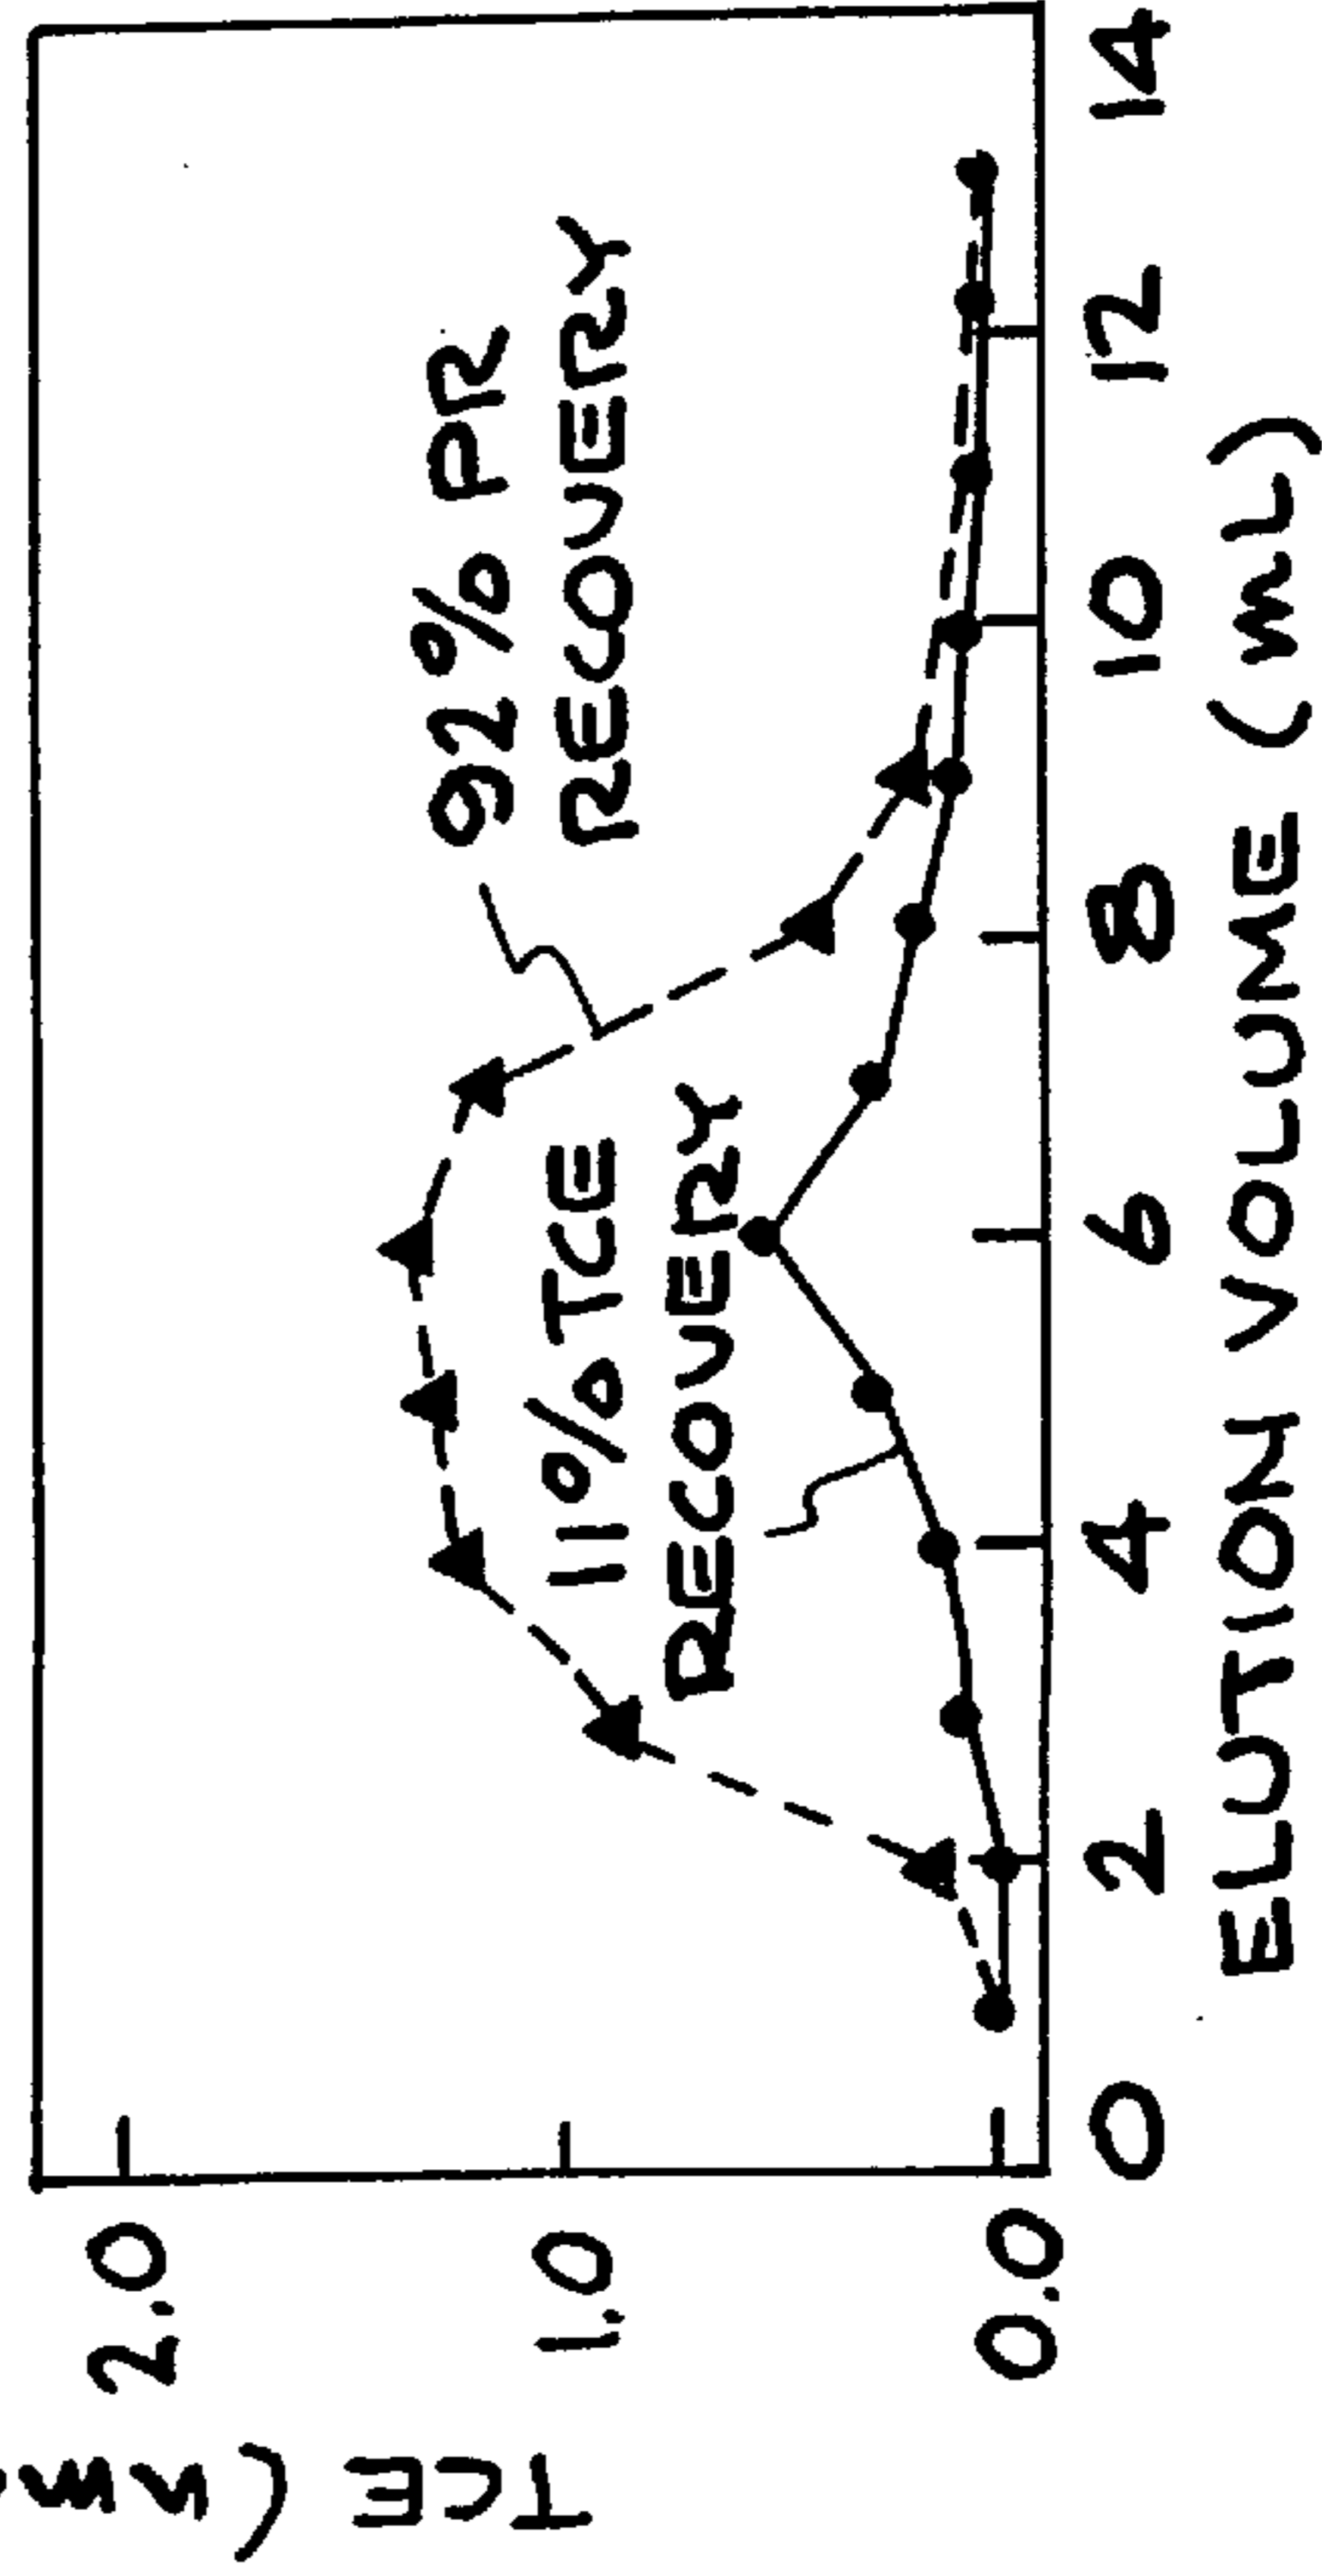 92% PR
RECOVERY
11% TCE
RECOVERY
2.0
1.0
0.0
0 2 4 6 8 10 12 14
ELUTION VOLUME (mL)
TCE